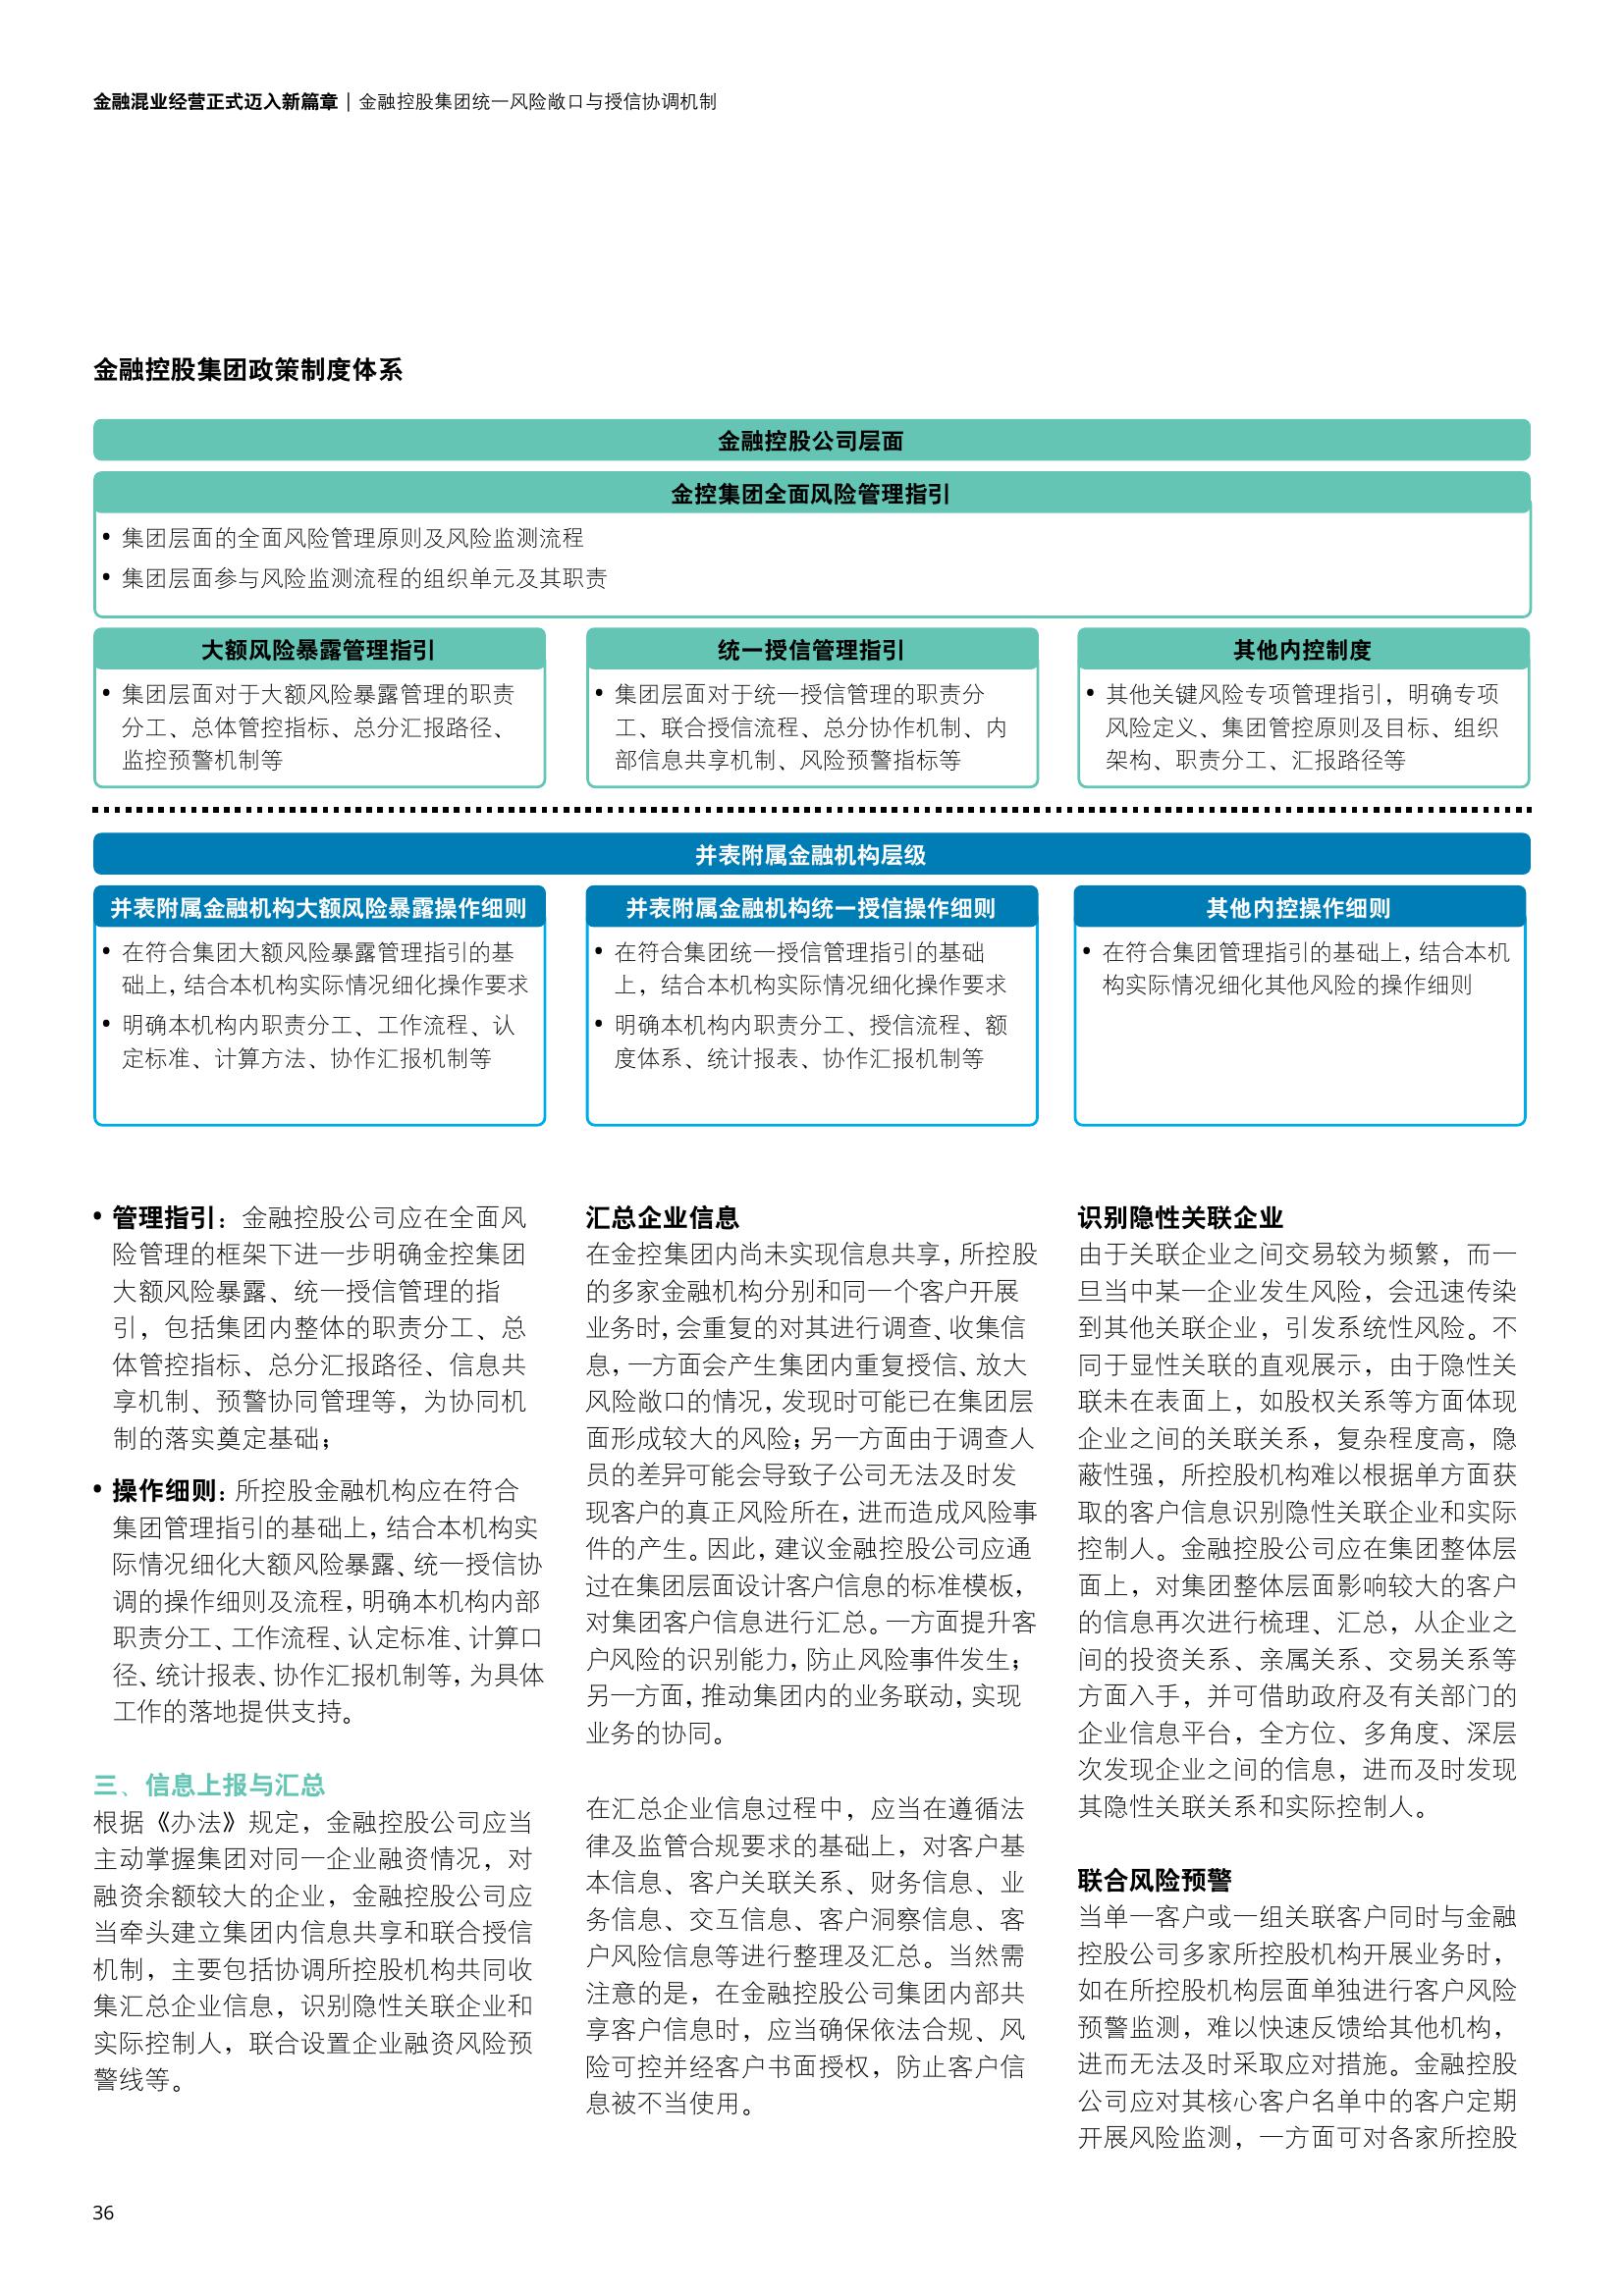 金融混业经营正式迈入新篇章 | 金融控股集团统一风险敞口与授信协调机制
金融控股集团政策制度体系
金融控股公司层面
金控集团全面风险管理指引
• 集团层面的全面风险管理原则及风险监测流程
• 集团层面参与风险监测流程的组织单元及其职责
大额风险暴露管理指引
• 集团层面对于大额风险暴露管理的职责
分工、总体管控指标、总分汇报路径、
监控预警机制等
统一授信管理指引
• 集团层面对于统一授信管理的职责分
工、联合授信流程、总分协作机制、内
部信息共享机制、风险预警指标等
其他内控制度
• 其他关键风险专项管理指引，明确专项
风险定义、集团管控原则及目标、组织
架构、职责分工、汇报路径等
并表附属金融机构层级
并表附属金融机构大额风险暴露操作细则
• 在符合集团大额风险暴露管理指引的基
础上，结合本机构实际情况细化操作要求
• 明确本机构内职责分工、工作流程、认
定标准、计算方法、协作汇报机制等
并表附属金融机构统一授信操作细则
• 在符合集团统一授信管理指引的基础
上，结合本机构实际情况细化操作要求
• 明确本机构内职责分工、授信流程、额
度体系、统计报表、协作汇报机制等
其他内控操作细则
• 在符合集团管理指引的基础上，结合本机
构实际情况细化其他风险的操作细则
• 管理指引：金融控股公司应在全面风
险管理的框架下进一步明确金控集团
大额风险暴露、统一授信管理的指
引，包括集团内整体的职责分工、总
体管控指标、总分汇报路径、信息共
享机制、预警协同管理等，为协同机
制的落实奠定基础；
• 操作细则：所控股金融机构应在符合
集团管理指引的基础上，结合本机构实
际情况细化大额风险暴露、统一授信协
调的操作细则及流程，明确本机构内部
职责分工、工作流程、认定标准、计算口
径、统计报表、协作汇报机制等，为具体
工作的落地提供支持。
三、信息上报与汇总
根据《办法》规定，金融控股公司应当
主动掌握集团对同一企业融资情况，对
融资余额较大的企业，金融控股公司应
当牵头建立集团内信息共享和联合授信
机制，主要包括协调所控股机构共同收
集汇总企业信息，识别隐性关联企业和
实际控制人，联合设置企业融资风险预
警线等。
汇总企业信息
在金控集团内尚未实现信息共享，所控股
的多家金融机构分别和同一个客户开展
业务时，会重复的对其进行调查、收集信
息，一方面会产生集团内重复授信、放大
风险敞口的情况，发现时可能已在集团层
面形成较大的风险；另一方面由于调查人
员的差异可能会导致子公司无法及时发
现客户的真正风险所在，进而造成风险事
件的产生。因此，建议金融控股公司应通
过在集团层面设计客户信息的标准模板，
对集团客户信息进行汇总。一方面提升客
户风险的识别能力，防止风险事件发生；
另一方面，推动集团内的业务联动，实现
业务的协同。
在汇总企业信息过程中，应当在遵循法
律及监管合规要求的基础上，对客户基
本信息、客户关联关系、财务信息、业
务信息、交互信息、客户洞察信息、客
户风险信息等进行整理及汇总。当然需
注意的是，在金融控股公司集团内部共
享客户信息时，应当确保依法合规、风
险可控并经客户书面授权，防止客户信
息被不当使用。
识别隐性关联企业
由于关联企业之间交易较为频繁，而一
旦当中某一企业发生风险，会迅速传染
到其他关联企业，引发系统性风险。不
同于显性关联的直观展示，由于隐性关
联未在表面上，如股权关系等方面体现
企业之间的关联关系，复杂程度高，隐
蔽性强，所控股机构难以根据单方面获
取的客户信息识别隐性关联企业和实际
控制人。金融控股公司应在集团整体层
面上，对集团整体层面影响较大的客户
的信息再次进行梳理、汇总，从企业之
间的投资关系、亲属关系、交易关系等
方面入手，并可借助政府及有关部门的
企业信息平台，全方位、多角度、深层
次发现企业之间的信息，进而及时发现
其隐性关联关系和实际控制人。
联合风险预警
当单一客户或一组关联客户同时与金融
控股公司多家所控股机构开展业务时，
如在所控股机构层面单独进行客户风险
预警监测，难以快速反馈给其他机构，
进而无法及时采取应对措施。金融控股
公司应对其核心客户名单中的客户定期
开展风险监测，一方面可对各家所控股
36